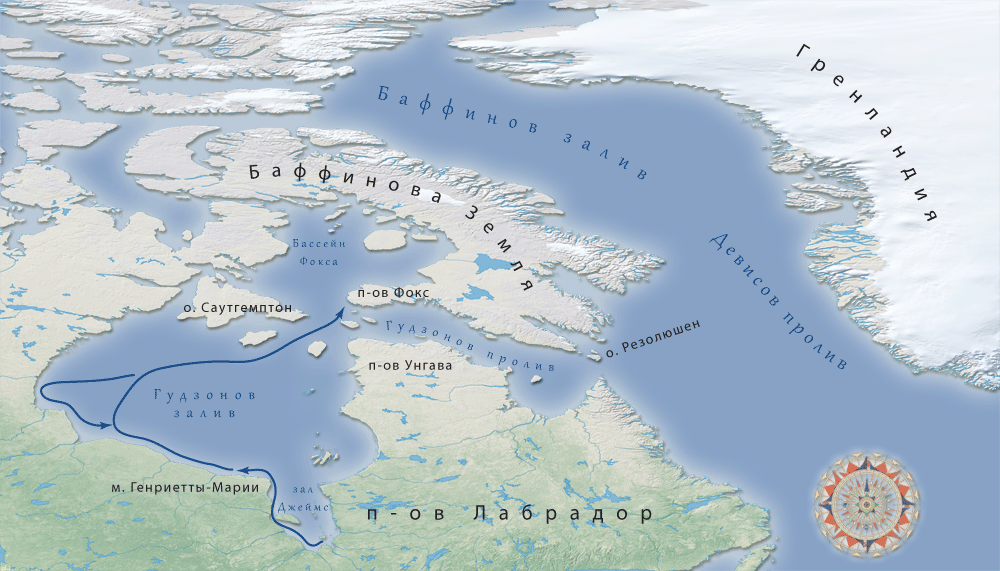 Гренландия
Баффинов залив
Баффинова Земля
Девисов пролив
Бассейн
Фокса
п-ов Фокс
о. Саутгемптон
Гудзонов пролив
о. Резолюшен
п-ов Унгава
Гудзонов
залив
м. Генриетты-Марии
зал
Джеймс
п-ов Лабрадор